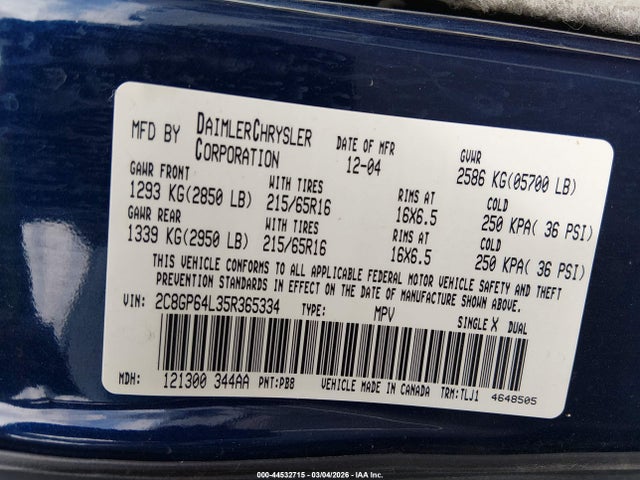 MFD BY DAIMLERCHRYSLER CORPORATION DATE OF MFR 12-04 GVWR 2586 KG(05700 LB)
GAWR FRONT WITH TIRES RIMS AT COLD
1293 KG(2850 LB) 215/65R16 16X6.5 250 KPA( 36 PSI)
GAWR REAR WITH TIRES RIMS AT COLD
1339 KG(2950 LB) 215/65R16 16X6.5 250 KPA( 36 PSI)
THIS VEHICLE CONFORMS TO ALL APPLICABLE FEDERAL MOTOR VEHICLE SAFETY AND THEFT
PREVENTION STANDARDS IN EFFECT ON THE DATE OF MANUFACTURE SHOWN ABOVE.
VIN: 2C8GP64L35R365334 TYPE: MPV SINGLE X DUAL
MDH: 121300 344AA PNT:PB8 VEHICLE MADE IN CANADA TRM:TLJ1 4648505
000-44532715 - 03/04/2026 - IAA Inc.